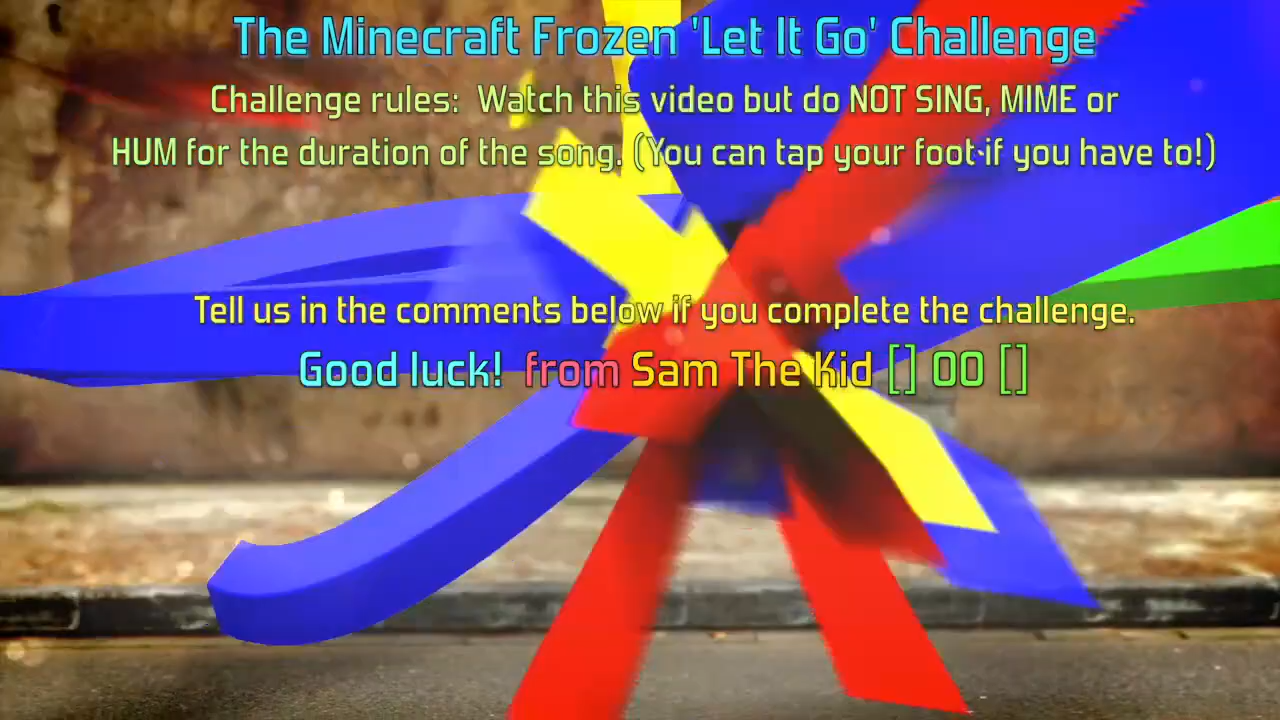 The Minecraft Frozen 'Let It Go' Challenge
Challenge rules:  Watch this video but do NOT SING, MIME or
HUM for the duration of the song. (You can tap your foot if you have to!)
Tell us in the comments below if you complete the challenge.
Good luck!  from Sam The Kid [] 00 []